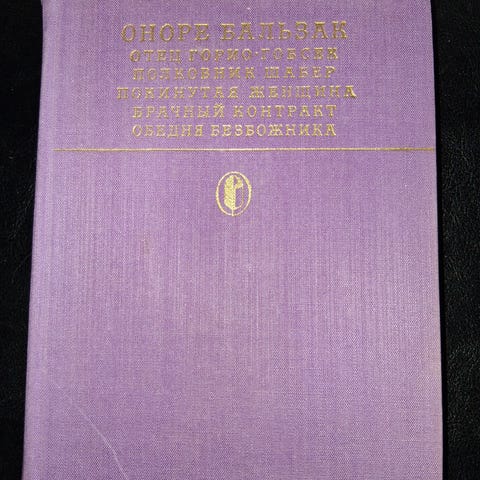 ОНОРЕ БАЛЬЗАК
ОТЕЦ ГОРИО·ГОБСЕК
ПОЛКОВНИК ШАБЕР
ПОКИНУТАЯ ЖЕНЩИНА
БРАЧНЫЙ КОНТРАКТ
ОБЕДНЯ БЕЗБОЖНИКА